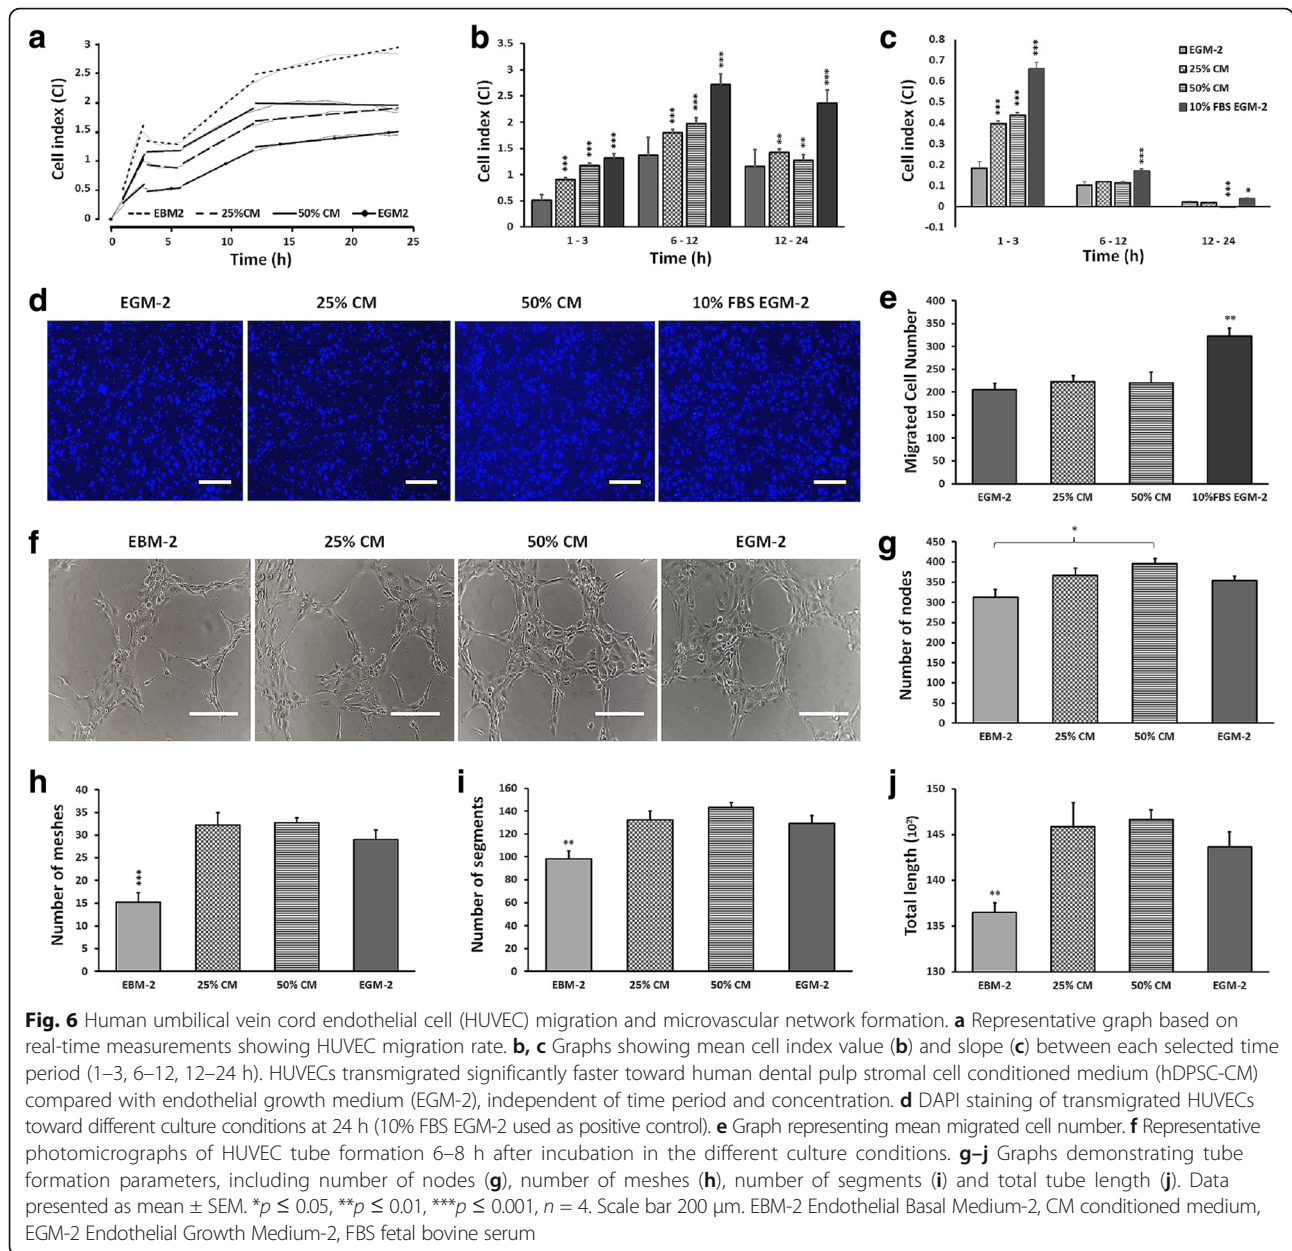 a
3
2.5
2
1.5
1
0.5
0
Cell index (CI)
EBM2
25%CM
50% CM
EGM2
0
5
10
15
20
25
Time (h)
b
3.5
3
2.5
2
1.5
1
0.5
0
Cell index (CI)
***
***
***
***
***
***
**
**
***
1 - 3
6 - 12
12 - 24
Time (h)
c
0.8
0.7
0.6
0.5
0.4
0.3
0.2
0.1
0
-0.1
Cell index (CI)
***
***
***
***
***
*
EGM-2
25% CM
50% CM
10% FBS EGM-2
1 - 3
6 - 12
12 - 24
Time (h)
d
EGM-2
25% CM
50% CM
10% FBS EGM-2
e
400
350
300
250
200
150
100
50
0
Migrated Cell Number
**
EGM-2
25% CM
50% CM
10%FBS EGM-2
f
EBM-2
25% CM
50% CM
EGM-2
g
450
400
350
300
350
200
150
100
50
0
Number of nodes
*
EBM-2
25% CM
50% CM
EGM-2
h
40
35
30
25
20
15
10
5
0
Number of meshes
***
EBM-2
25% CM
50% CM
EGM-2
i
160
140
120
100
80
60
40
20
0
Number of segments
**
EBM-2
25% CM
50% CM
EGM-2
j
150
145
140
135
130
Total length (10²)
**
EBM-2
25% CM
50% CM
EGM-2
Fig. 6 Human umbilical vein cord endothelial cell (HUVEC) migration and microvascular network formation. a Representative graph based on
real-time measurements showing HUVEC migration rate. b, c Graphs showing mean cell index value (b) and slope (c) between each selected time
period (1–3, 6–12, 12–24 h). HUVECs transmigrated significantly faster toward human dental pulp stromal cell conditioned medium (hDPSC-CM)
compared with endothelial growth medium (EGM-2), independent of time period and concentration. d DAPI staining of transmigrated HUVECs
toward different culture conditions at 24 h (10% FBS EGM-2 used as positive control). e Graph representing mean migrated cell number. f Representative
photomicrographs of HUVEC tube formation 6–8 h after incubation in the different culture conditions. g–j Graphs demonstrating tube
formation parameters, including number of nodes (g), number of meshes (h), number of segments (i) and total tube length (j). Data
presented as mean ± SEM. *p ≤ 0.05, **p ≤ 0.01, ***p ≤ 0.001, n = 4. Scale bar 200 μm. EBM-2 Endothelial Basal Medium-2, CM conditioned medium,
EGM-2 Endothelial Growth Medium-2, FBS fetal bovine serum